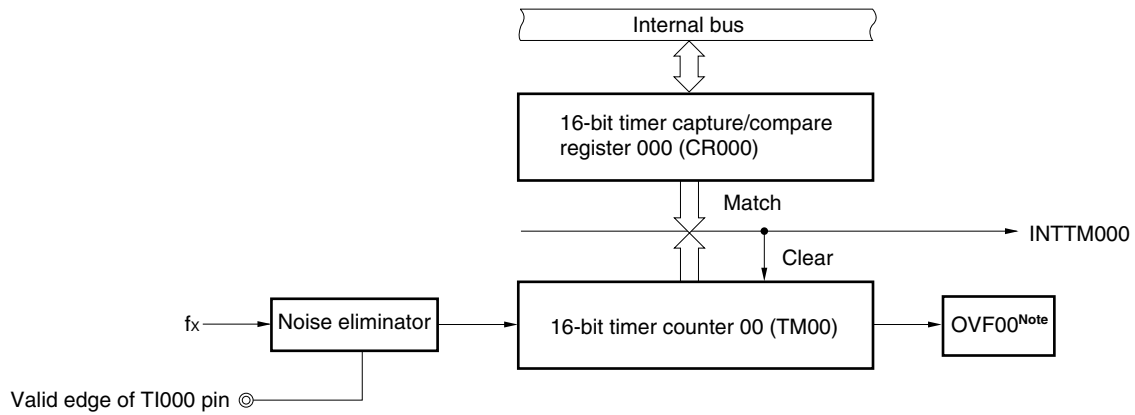 Internal bus
16-bit timer capture/compare
register 000 (CR000)
Match
INTTM000
Clear
fx
Noise eliminator
16-bit timer counter 00 (TM00)
OVF00Note
Valid edge of TI000 pin